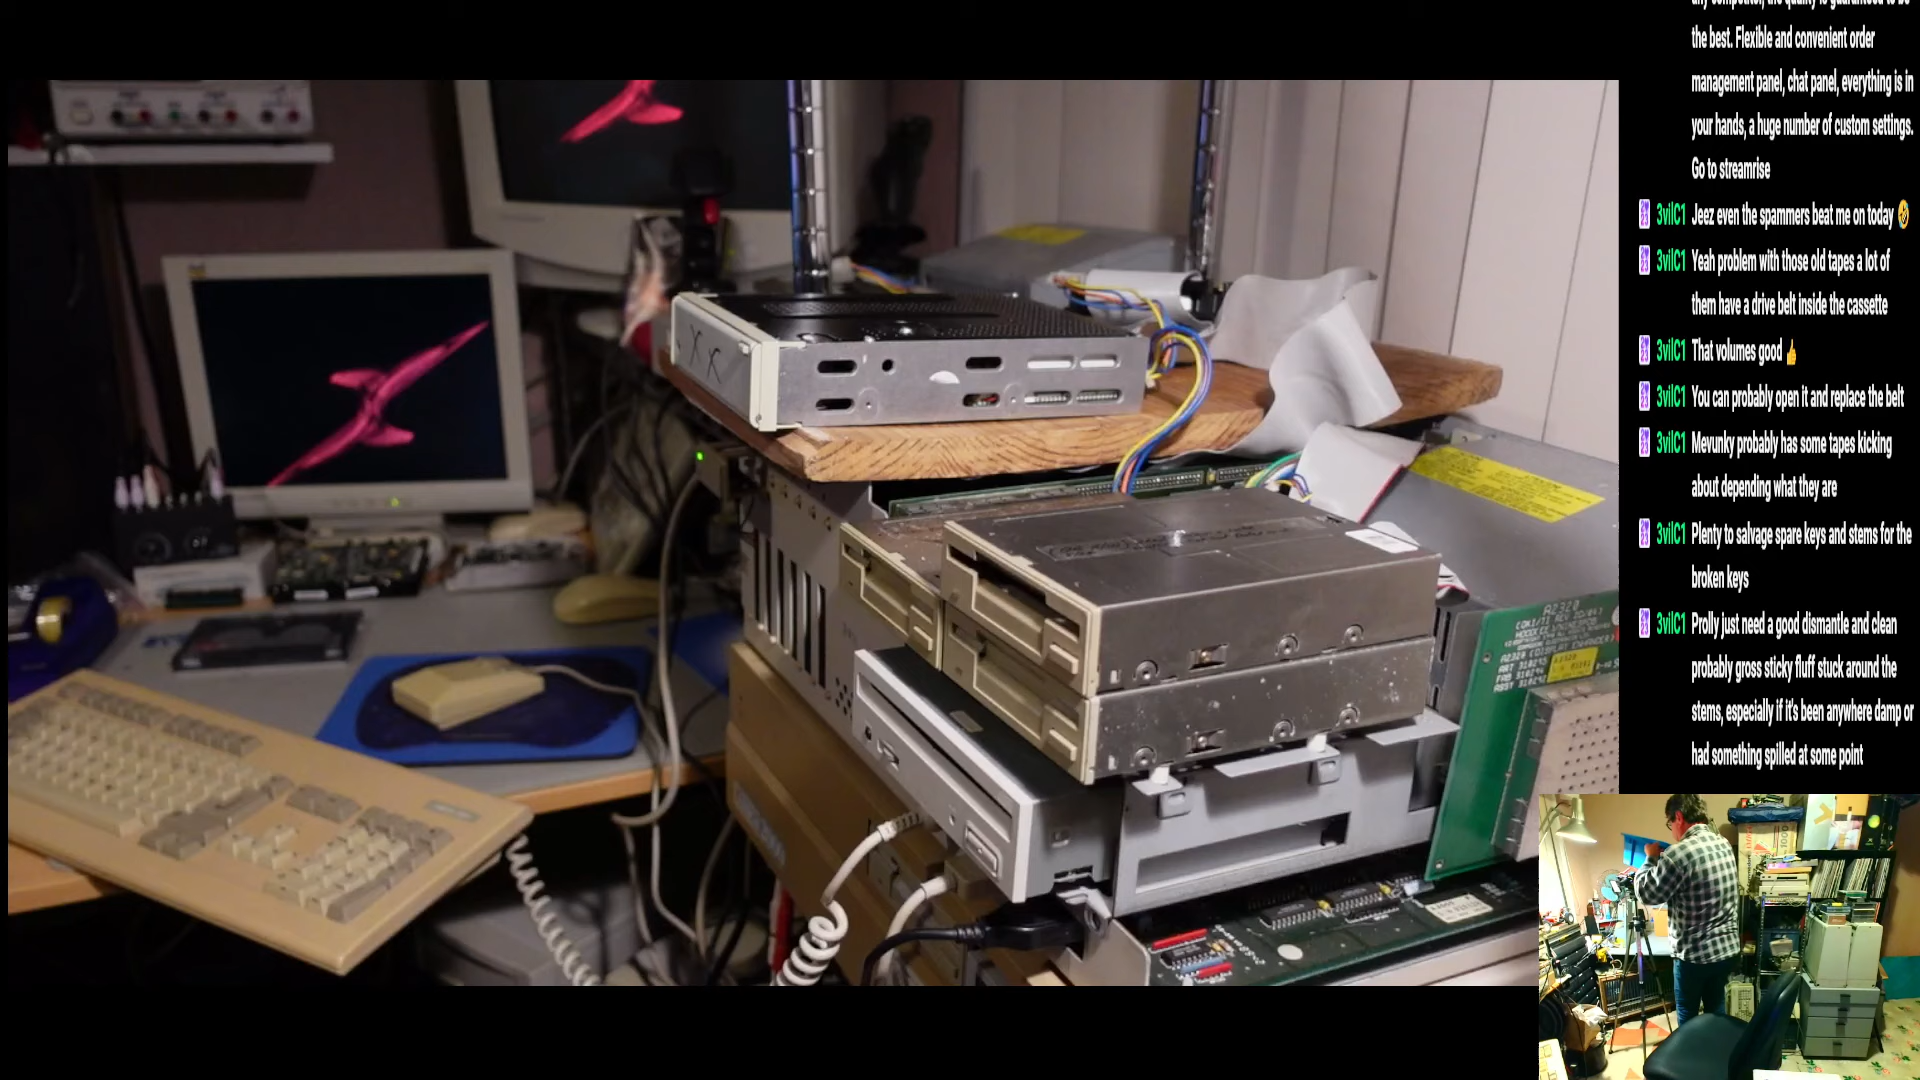 the best. Flexible and convenient order
management panel, chat panel, everything is in
your hands, a huge number of custom settings.
Go to streamrise
3vilC1 Jeez even the spammers beat me on today 🤣
3vilC1 Yeah problem with those old tapes a lot of
them have a drive belt inside the cassette
3vilC1 That volumes good 👍
3vilC1 You can probably open it and replace the belt
3vilC1 Mevunky probably has some tapes kicking
about depending what they are
3vilC1 Plenty to salvage spare keys and stems for the
broken keys
3vilC1 Prolly just need a good dismantle and clean
probably gross sticky fluff stuck around the
stems, especially if it's been anywhere damp or
had something spilled at some point
XX
A2320